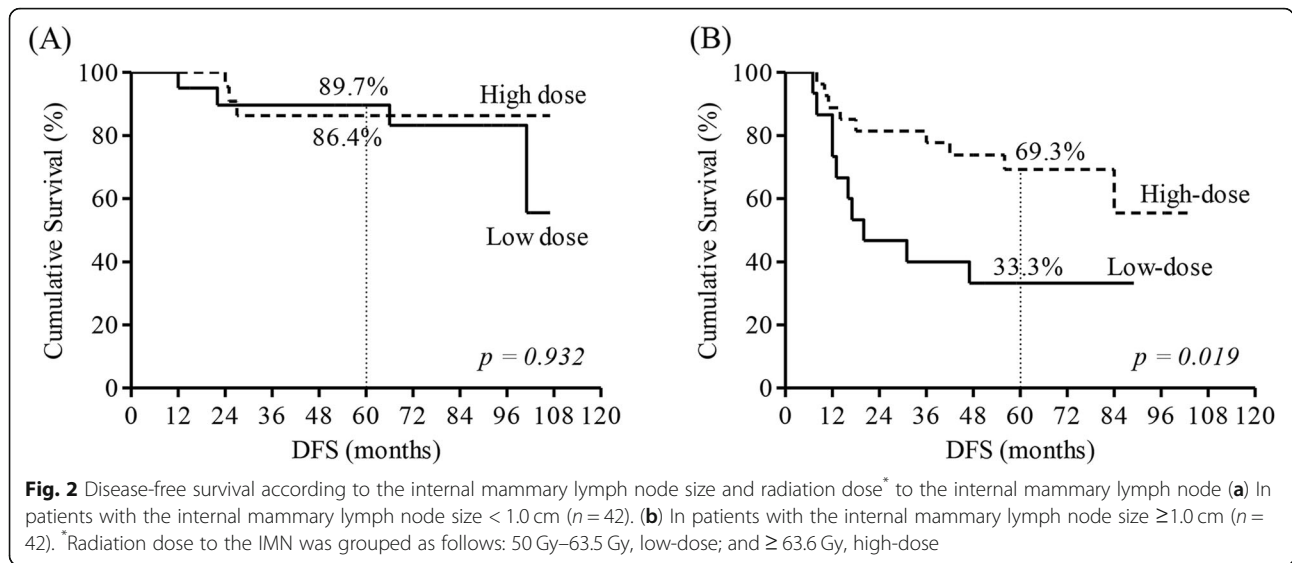 (A)
Cumulative Survival (%)
100
80
60
40
20
0
89.7%
86.4%
High dose
Low dose
p = 0.932
0 12 24 36 48 60 72 84 96 108 120
DFS (months)
(B)
Cumulative Survival (%)
100
80
60
40
20
0
69.3%
High-dose
33.3%
Low-dose
p = 0.019
0 12 24 36 48 60 72 84 96 108 120
DFS (months)
Fig. 2 Disease-free survival according to the internal mammary lymph node size and radiation dose* to the internal mammary lymph node (a) In
patients with the internal mammary lymph node size < 1.0 cm (n = 42). (b) In patients with the internal mammary lymph node size ≥1.0 cm (n =
42). *Radiation dose to the IMN was grouped as follows: 50 Gy–63.5 Gy, low-dose; and ≥ 63.6 Gy, high-dose